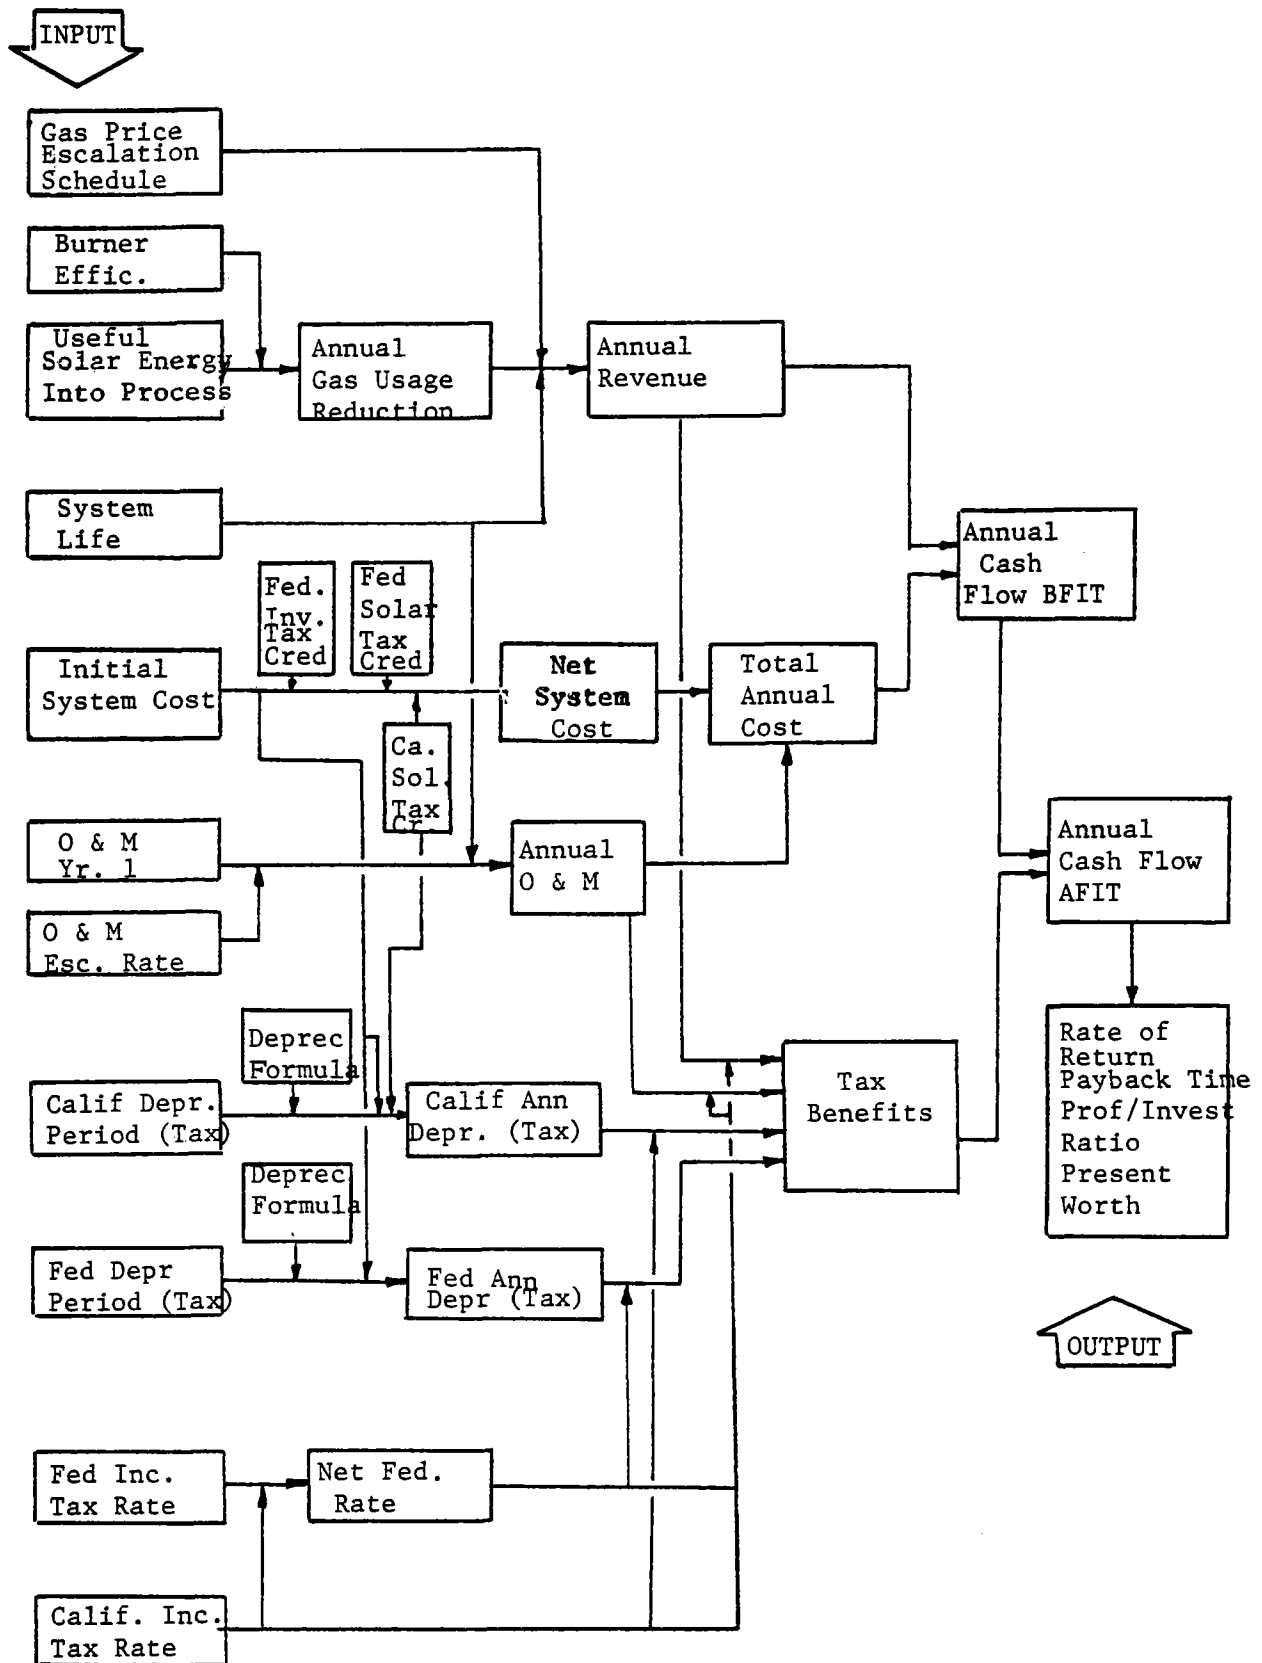 INPUT
Gas Price
Escalation
Schedule
Burner
Effic.
Useful
Solar Energy
Into Process
Annual
Gas Usage
Reduction
Annual
Revenue
System
Life
Annual
Cash
Flow BFIT
Fed.
Inv.
Tax
Cred
Fed
Solar
Tax
Cred
Initial
System Cost
Net
System
Cost
Total
Annual
Cost
Ca.
Sol.
Tax
Cr.
O & M
Yr. 1
Annual
O & M
Annual
Cash Flow
AFIT
O & M
Esc. Rate
Deprec
Formula
Calif Depr.
Period (Tax)
Calif Ann
Depr. (Tax)
Tax
Benefits
Rate of
Return
Payback Time
Prof/Invest
Ratio
Present
Worth
Deprec
Formula
Fed Depr
Period (Tax)
Fed Ann
Depr (Tax)
OUTPUT
Fed Inc.
Tax Rate
Net Fed.
Rate
Calif. Inc.
Tax Rate